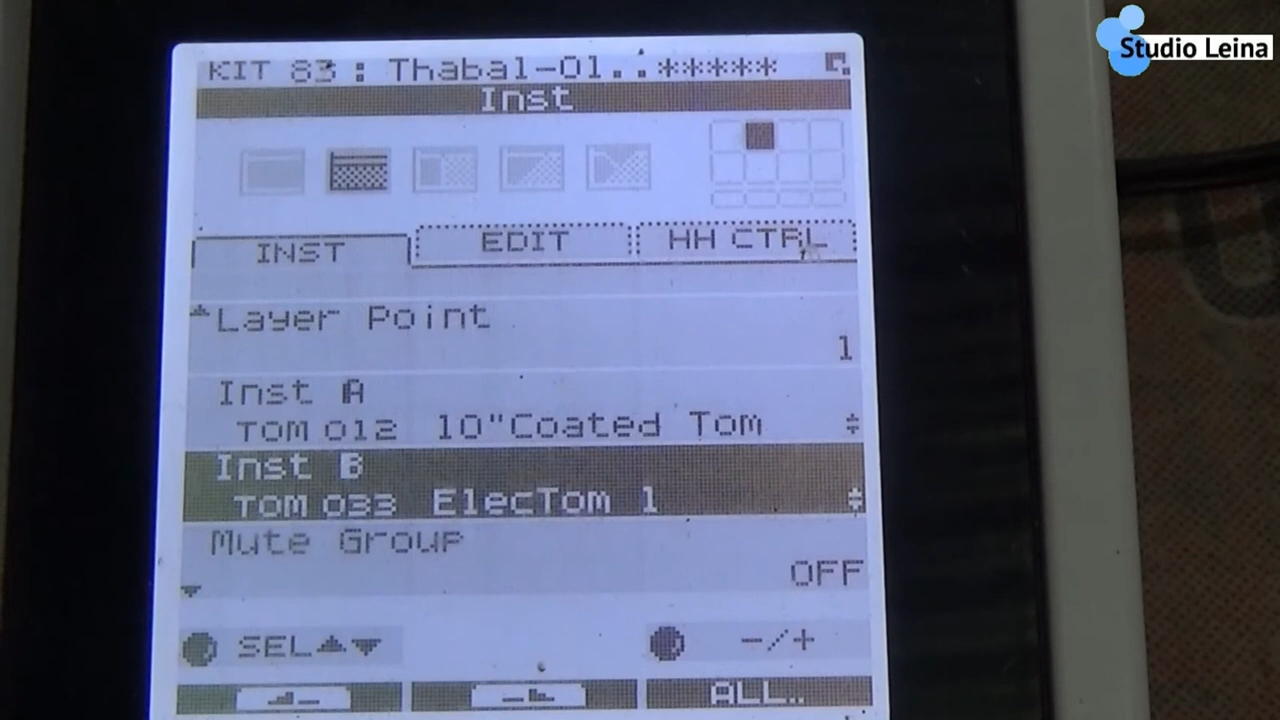 Studio Leina
KIT 83 : Thabal-01..*****
Inst
INST
EDIT
HH CTRL
Layer Point
1
Inst A
TOM 012 10"Coated Tom
Inst B
TOM 033 ElecTom 1
Mute Group
OFF
SEL
-/+
ALL..